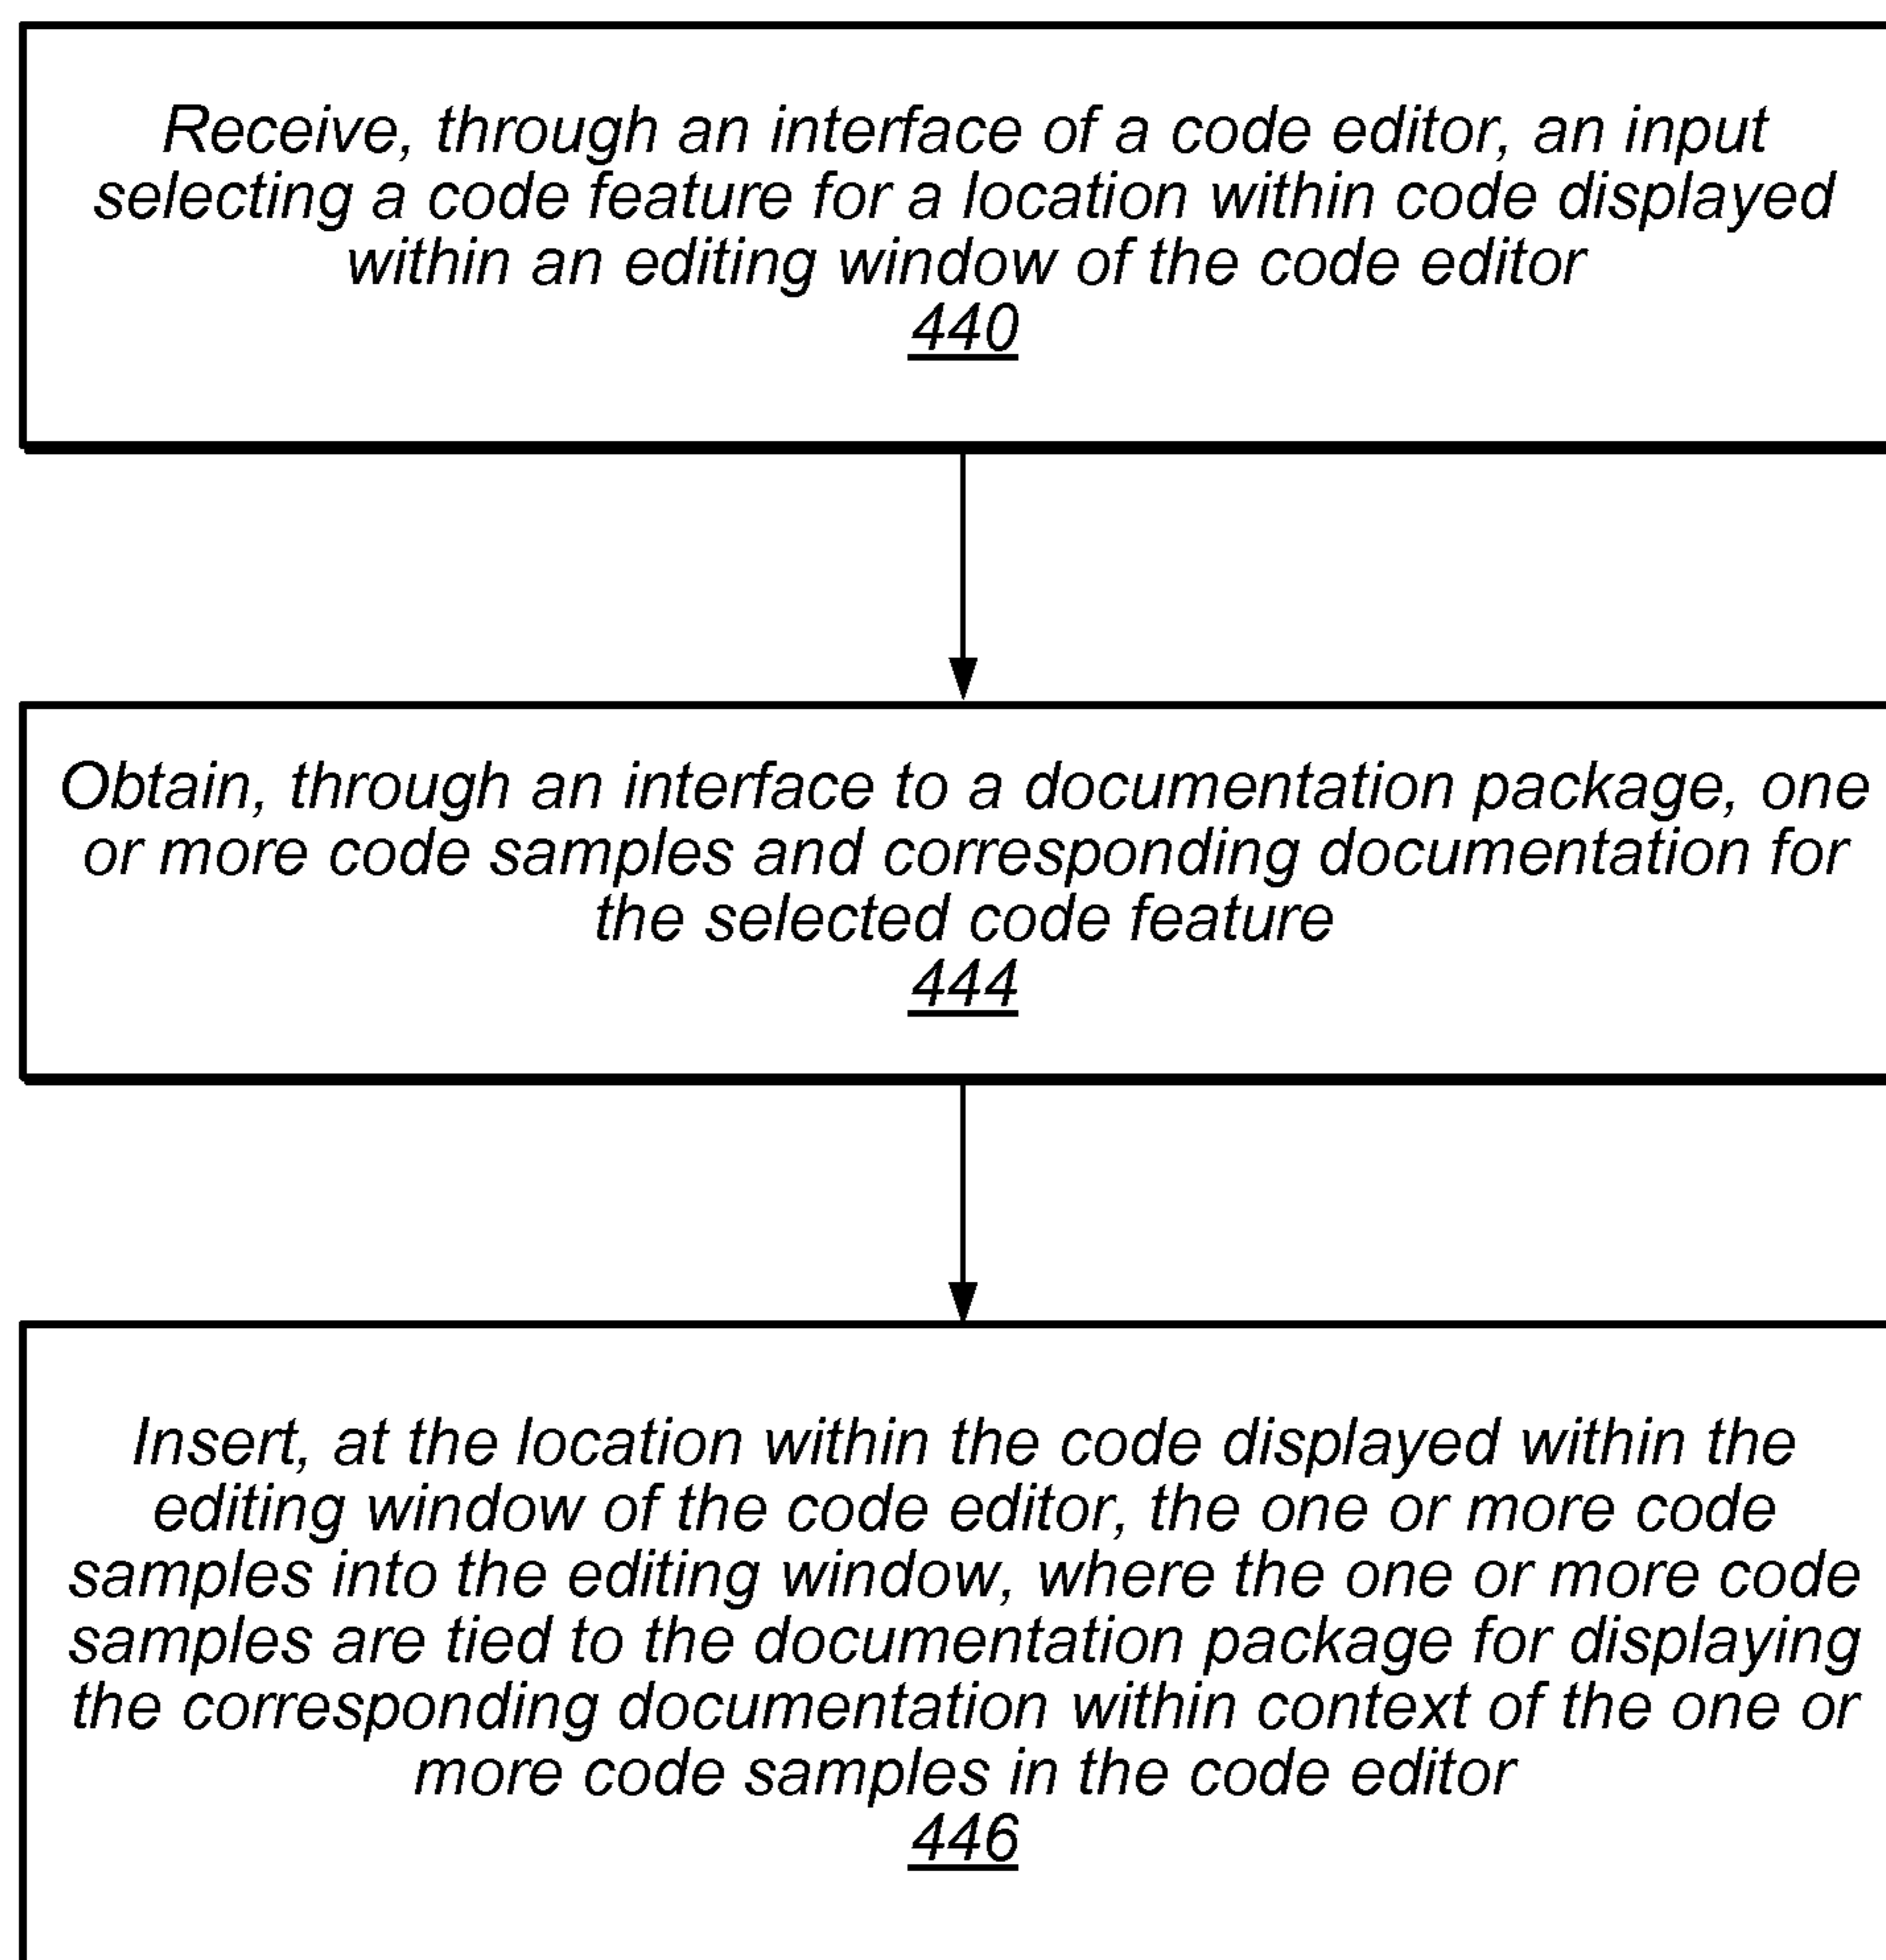 Receive, through an interface of a code editor, an input
selecting a code feature for a location within code displayed
within an editing window of the code editor
440
Obtain, through an interface to a documentation package, one
or more code samples and corresponding documentation for
the selected code feature
444
Insert, at the location within the code displayed within the
editing window of the code editor, the one or more code
samples into the editing window, where the one or more code
samples are tied to the documentation package for displaying
the corresponding documentation within context of the one or
more code samples in the code editor
446